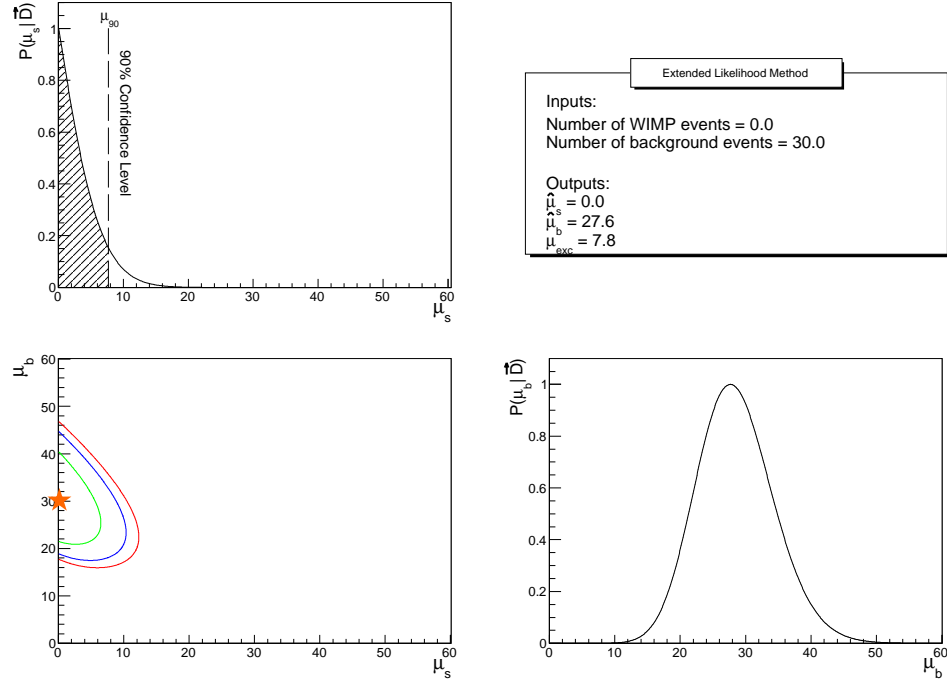 P(μs| D)
1
0.8
0.6
0.4
0.2
0
μ90
90% Confidence Level
0 10 20 30 40 50 60
μs
Extended Likelihood Method
Inputs:
Number of WIMP events = 0.0
Number of background events = 30.0
Outputs:
μ̂s = 0.0
μ̂b = 27.6
μexc = 7.8
μb
60
50
40
30
20
10
0
0 10 20 30 40 50 60
μs
P(μb| D)
1
0.8
0.6
0.4
0.2
0
0 10 20 30 40 50 60
μb